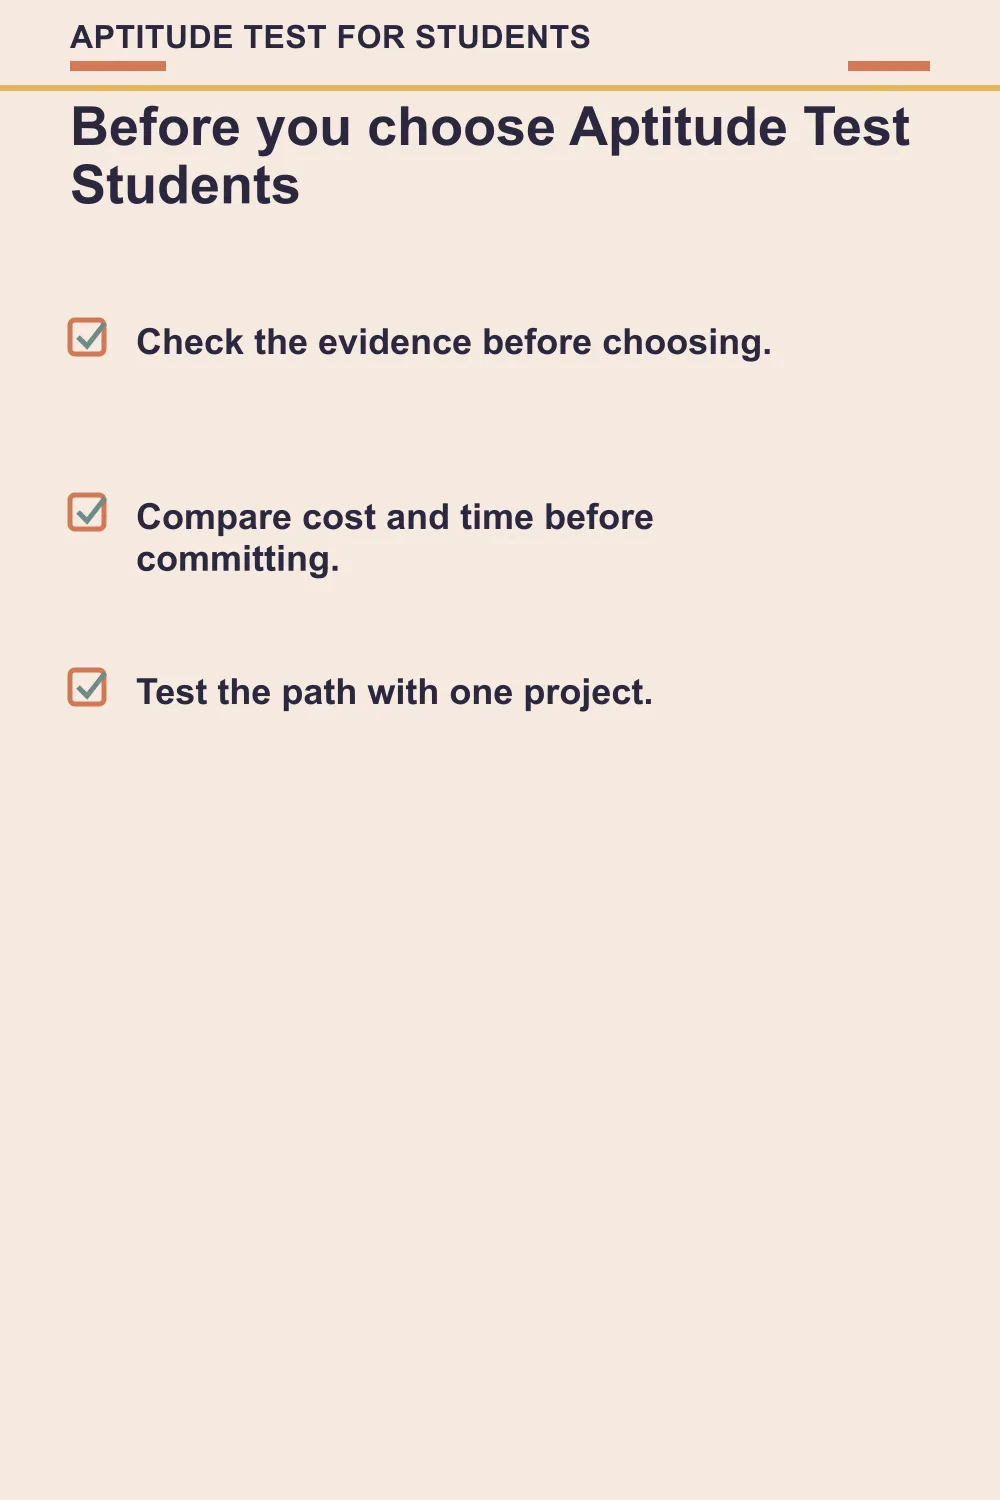 APTITUDE TEST FOR STUDENTS
Before you choose Aptitude Test
Students
Check the evidence before choosing.
Compare cost and time before
committing.
Test the path with one project.